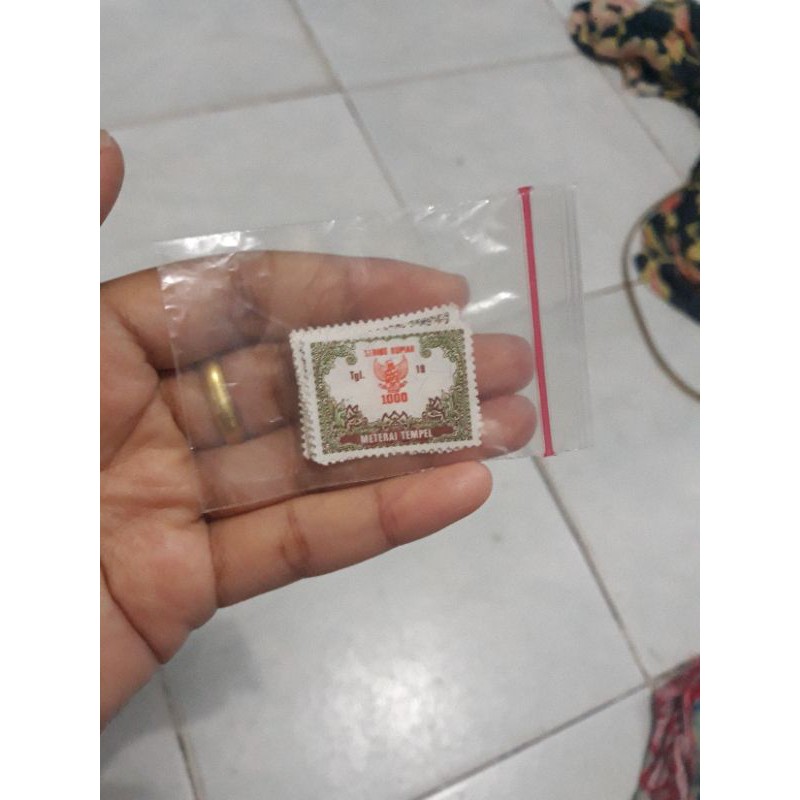 SERIBU RUPIAH
Tgl. 19
1000
METERAI TEMPEL